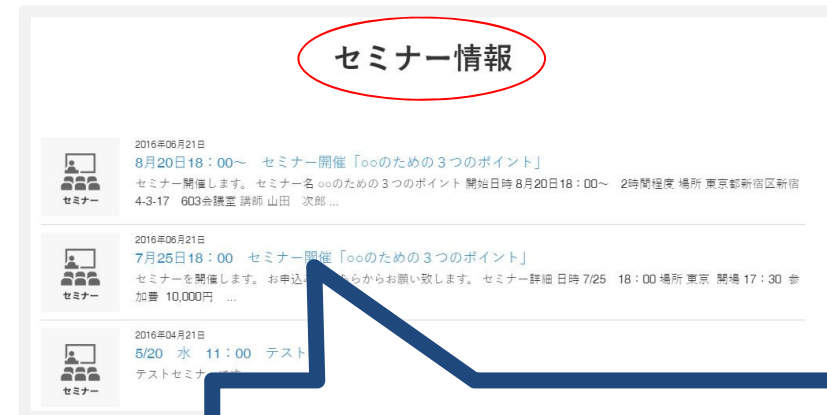 セミナー情報
2016年06月21日
8月20日18：00～　セミナー開催「○○のための３つのポイント」
セミナー開催します。 セミナー名 ○○のための３つのポイント 開始日時 8月20日18：00～　2時間程度 場所 東京都新宿区新宿
4-3-17　603会議室 講師 山田　次郎 ...
セミナー
2016年06月21日
7月25日18：00　セミナー開催「○○のための３つのポイント」
セミナーを開催します。 お申込 らからお願い致します。 セミナー詳細 日時 7/25　18：00 場所 東京 開場 17：30 参
加費 10,000円　...
セミナー
2016年04月21日
5/20　水　11：00　テスト
テストセミナ
セミナー